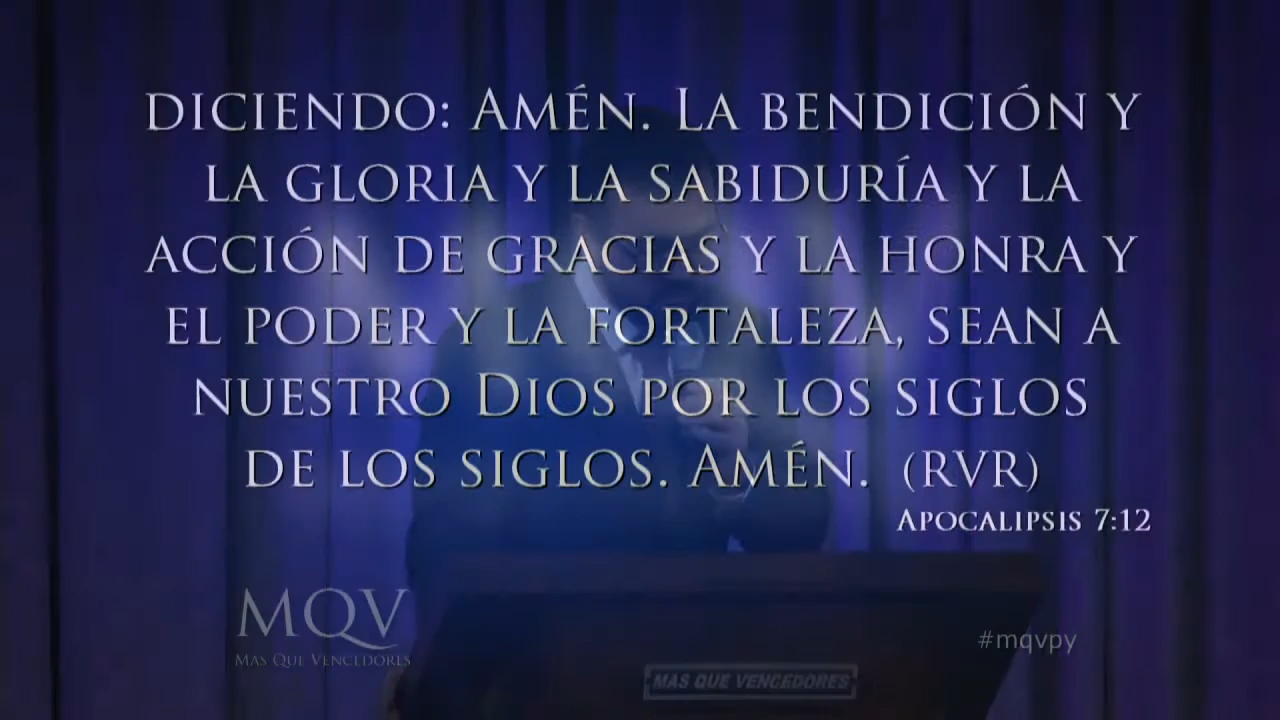 DICIENDO: AMÉN. LA BENDICIÓN Y
LA GLORIA Y LA SABIDURÍA Y LA
ACCIÓN DE GRACIAS Y LA HONRA Y
EL PODER Y LA FORTALEZA, SEAN A
NUESTRO DIOS POR LOS SIGLOS
DE LOS SIGLOS. AMÉN. (RVR)
APOCALIPSIS 7:12
MQV
MAS QUE VENCEDORES
#mqvpy
MAS QUE VENCEDORES